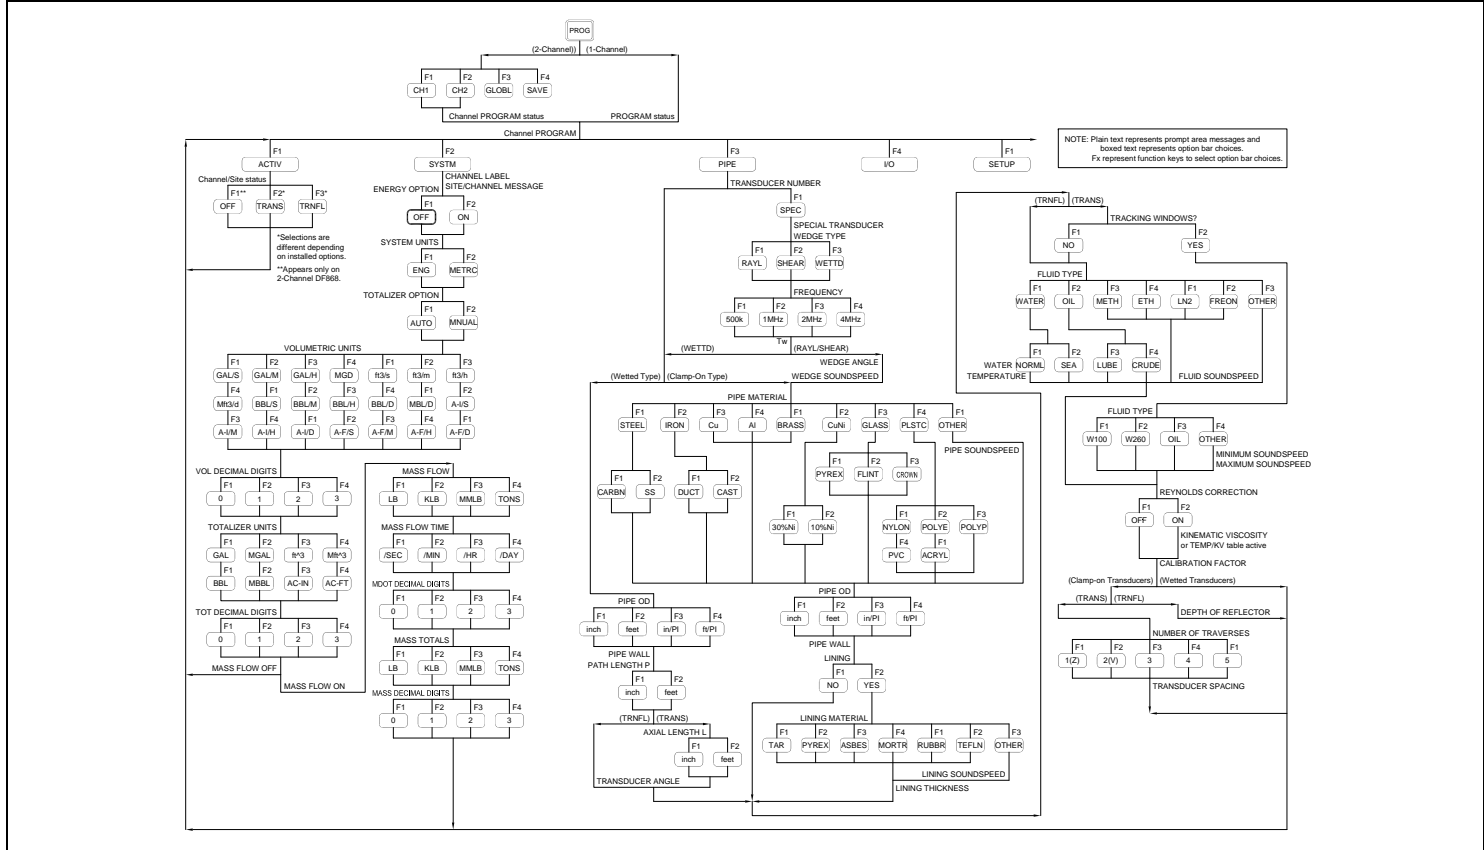 PROG
(2-Channel)) (1-Channel)
F1 F2 F3 F4
CH1 CH2 GLOBL SAVE
Channel PROGRAM status PROGRAM status
Channel PROGRAM
F1 F2 F3 F4 F1
ACTIV SYSTM PIPE I/O SETUP
NOTE: Plain text represents prompt area messages and
boxed text represents option bar choices.
Fx represent function keys to select option bar choices.
Channel/Site status
F1** F2* F3*
OFF TRANS TRNFL
*Selections are
different depending
on installed options.
**Appears only on
2-Channel DF868.
CHANNEL LABEL
SITE/CHANNEL MESSAGE
ENERGY OPTION
F1 F2
OFF ON
SYSTEM UNITS
F1 F2
ENG METRC
TOTALIZER OPTION
F1 F2
AUTO MNUAL
VOLUMETRIC UNITS
F1 F2 F3 F4 F1 F2 F3
GAL/S GAL/M GAL/H MGD ft3/s ft3/m ft3/h
F4 F1 F2 F3 F4 F1 F2
Mft3/d BBL/S BBL/M BBL/H BBL/D MBL/D A-I/S
F3 F4 F1 F2 F3 F4 F1
A-I/M A-I/H A-I/D A-F/S A-F/M A-F/H A-F/D
VOL DECIMAL DIGITS
F1 F2 F3 F4
0 1 2 3
TOTALIZER UNITS
F1 F2 F3 F4
GAL MGAL ft^3 Mft^3
F1 F2 F3 F4
BBL MBBL AC-IN AC-FT
TOT DECIMAL DIGITS
F1 F2 F3 F4
0 1 2 3
MASS FLOW OFF
MASS FLOW ON
MASS FLOW
F1 F2 F3 F4
LB KLB MMLB TONS
MASS FLOW TIME
F1 F2 F3 F4
/SEC /MIN /HR /DAY
MDOT DECIMAL DIGITS
F1 F2 F3 F4
0 1 2 3
MASS TOTALS
F1 F2 F3 F4
LB KLB MMLB TONS
MASS DECIMAL DIGITS
F1 F2 F3 F4
0 1 2 3
TRANSDUCER NUMBER
F1
SPEC
SPECIAL TRANSDUCER
WEDGE TYPE
F1 F2 F3
RAYL SHEAR WETTD
FREQUENCY
F1 F2 F3 F4
500k 1MHz 2MHz 4MHz
Tw
(WETTD) (RAYL/SHEAR)
WEDGE ANGLE
(Wetted Type) (Clamp-On Type) WEDGE SOUNDSPEED
PIPE MATERIAL
F1 F2 F3 F4 F1 F2 F3 F4 F1
STEEL IRON Cu Al BRASS CuNi GLASS PLSTC OTHER
PIPE SOUNDSPEED
F1 F2 F3
PYREX FLINT CROWN
F1 F2 F1 F2
CARBN SS DUCT CAST
F1 F2 F1 F2 F3
30%Ni 10%Ni NYLON POLYE POLYP
F4 F1
PVC ACRYL
PIPE OD
F1 F2 F3 F4
inch feet in/PI ft/PI
PIPE WALL
PATH LENGTH P
F1 F2
inch feet
(TRNFL) (TRANS)
AXIAL LENGTH L
F1 F2
inch feet
TRANSDUCER ANGLE
PIPE OD
F1 F2 F3 F4
inch feet in/PI ft/PI
PIPE WALL
LINING
F1 F2
NO YES
LINING MATERIAL
F1 F2 F3 F4 F1 F2 F3
TAR PYREX ASBES MORTR RUBBR TEFLN OTHER
LINING SOUNDSPEED
LINING THICKNESS
(TRNFL) (TRANS)
TRACKING WINDOWS?
F1 F2
NO YES
FLUID TYPE
F1 F2 F3 F4 F1 F2 F3
WATER OIL METH ETH LN2 FREON OTHER
F1 F2 F3 F4
WATER NORML SEA LUBE CRUDE
TEMPERATURE FLUID SOUNDSPEED
FLUID TYPE
F1 F2 F3 F4
W100 W260 OIL OTHER
MINIMUM SOUNDSPEED
MAXIMUM SOUNDSPEED
REYNOLDS CORRECTION
F1 F2
OFF ON
KINEMATIC VISCOSITY
or TEMP/KV table active
CALIBRATION FACTOR
(Clamp-on Transducers) (Wetted Transducers)
(TRANS) (TRNFL)
DEPTH OF REFLECTOR
NUMBER OF TRAVERSES
F1 F2 F3 F4 F1
1(Z) 2(V) 3 4 5
TRANSDUCER SPACING